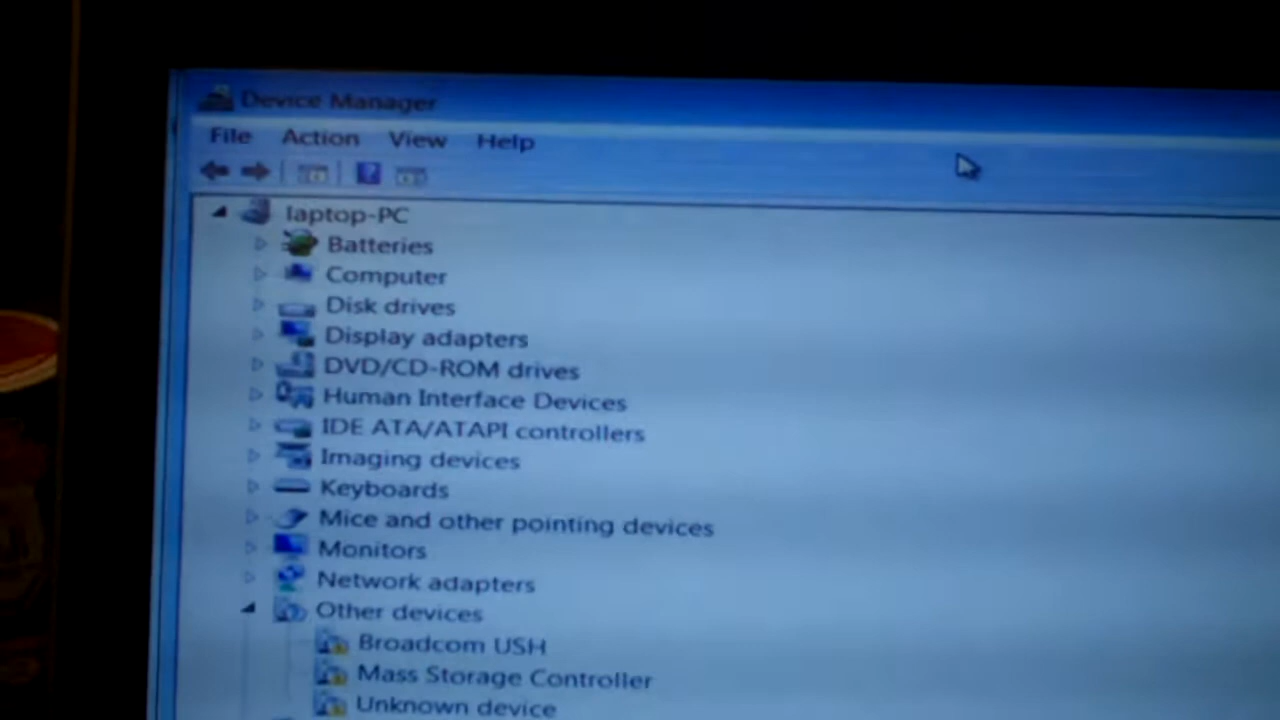 Device Manager
File Action View Help
laptop-PC
Batteries
Computer
Disk drives
Display adapters
DVD/CD-ROM drives
Human Interface Devices
IDE ATA/ATAPI controllers
Imaging devices
Keyboards
Mice and other pointing devices
Monitors
Network adapters
Other devices
Broadcom USH
Mass Storage Controller
Unknown device